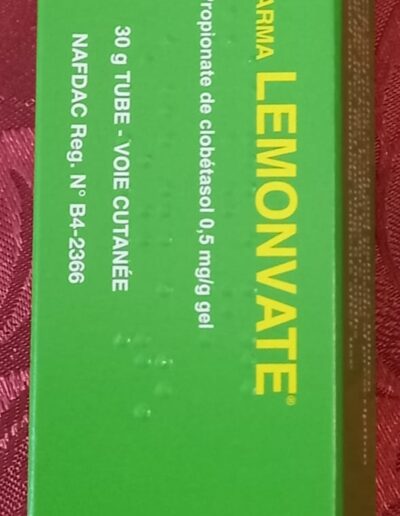 ARMA LEMONVATE®
ropionate de clobétasol 0,5 mg/g gel
30 g TUBE - VOIE CUTANÉE
NAFDAC Reg. N° B4-2366